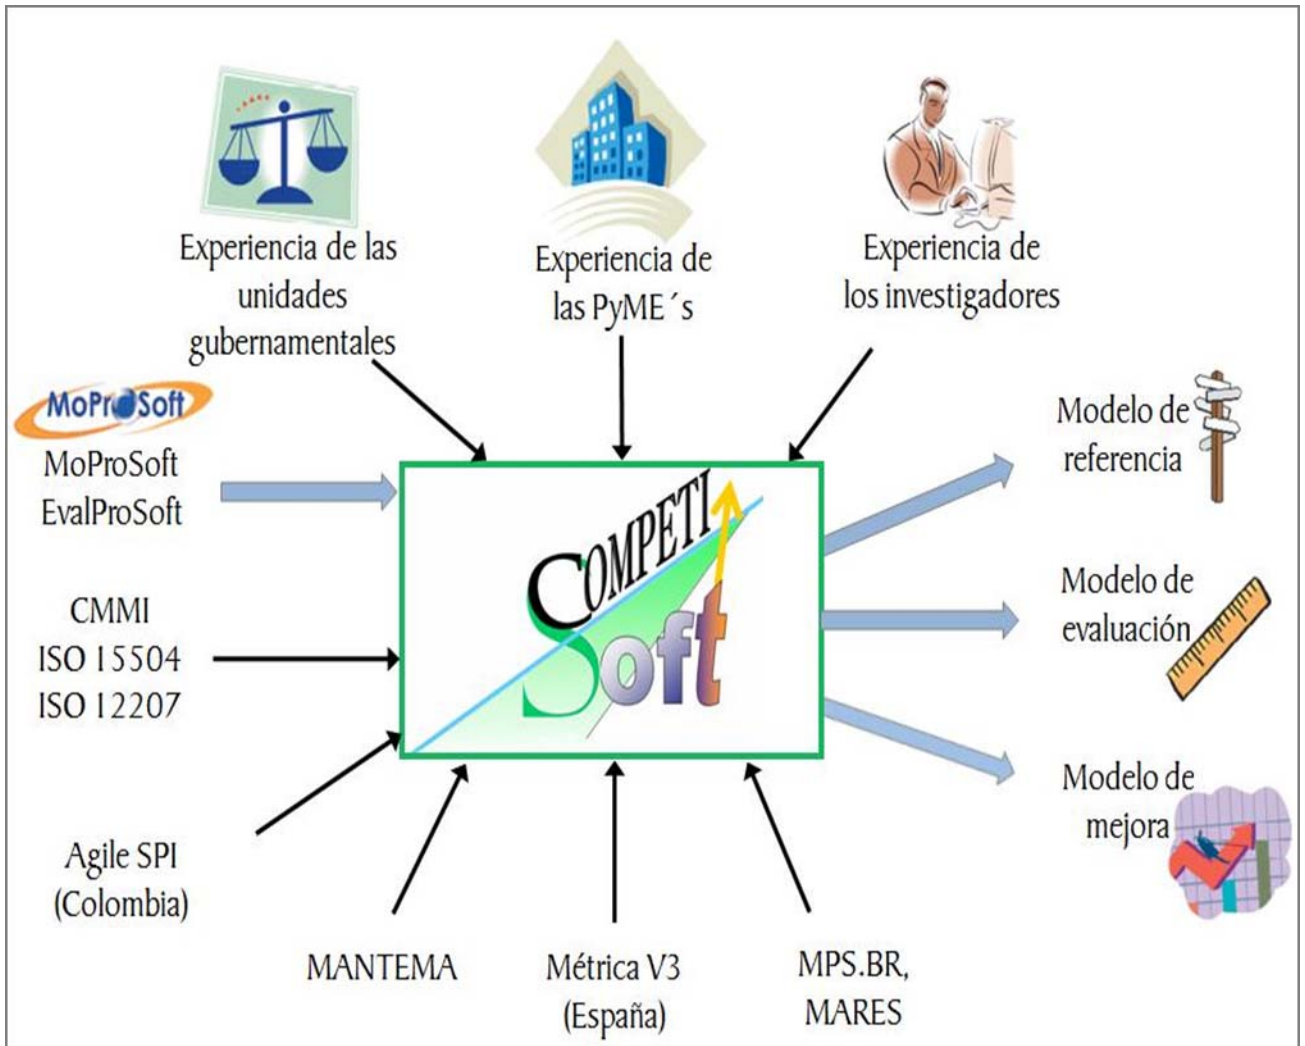 Experiencia de las
unidades
gubernamentales
Experiencia de
las PyME´s
Experiencia de
los investigadores
MoProSoft
MoProSoft
EvalProSoft
CMMI
ISO 15504
ISO 12207
Agile SPI
(Colombia)
MANTEMA
Métrica V3
(España)
MPS.BR,
MARES
COMPETI
Soft
Modelo de
referencia
Modelo de
evaluación
Modelo de
mejora